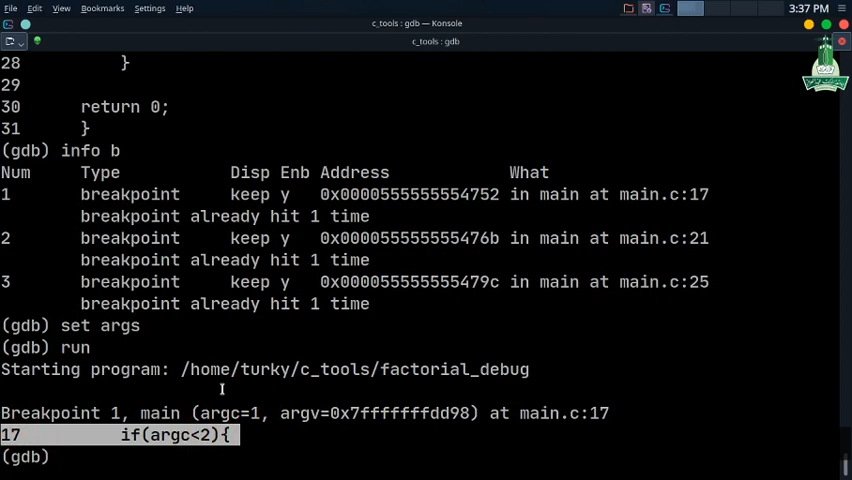 File Edit View Bookmarks Settings Help 3:37 PM
c_tools : gdb — Konsole
c_tools : gdb
28 }
29
30 return 0;
31 }
(gdb) info b
Num Type Disp Enb Address What
1 breakpoint keep y 0x0000555555554752 in main at main.c:17
breakpoint already hit 1 time
2 breakpoint keep y 0x000055555555476b in main at main.c:21
breakpoint already hit 1 time
3 breakpoint keep y 0x000055555555479c in main at main.c:25
breakpoint already hit 1 time
(gdb) set args
(gdb) run
Starting program: /home/turky/c_tools/factorial_debug
Breakpoint 1, main (argc=1, argv=0x7fffffffdd98) at main.c:17
17 if(argc<2){
(gdb)